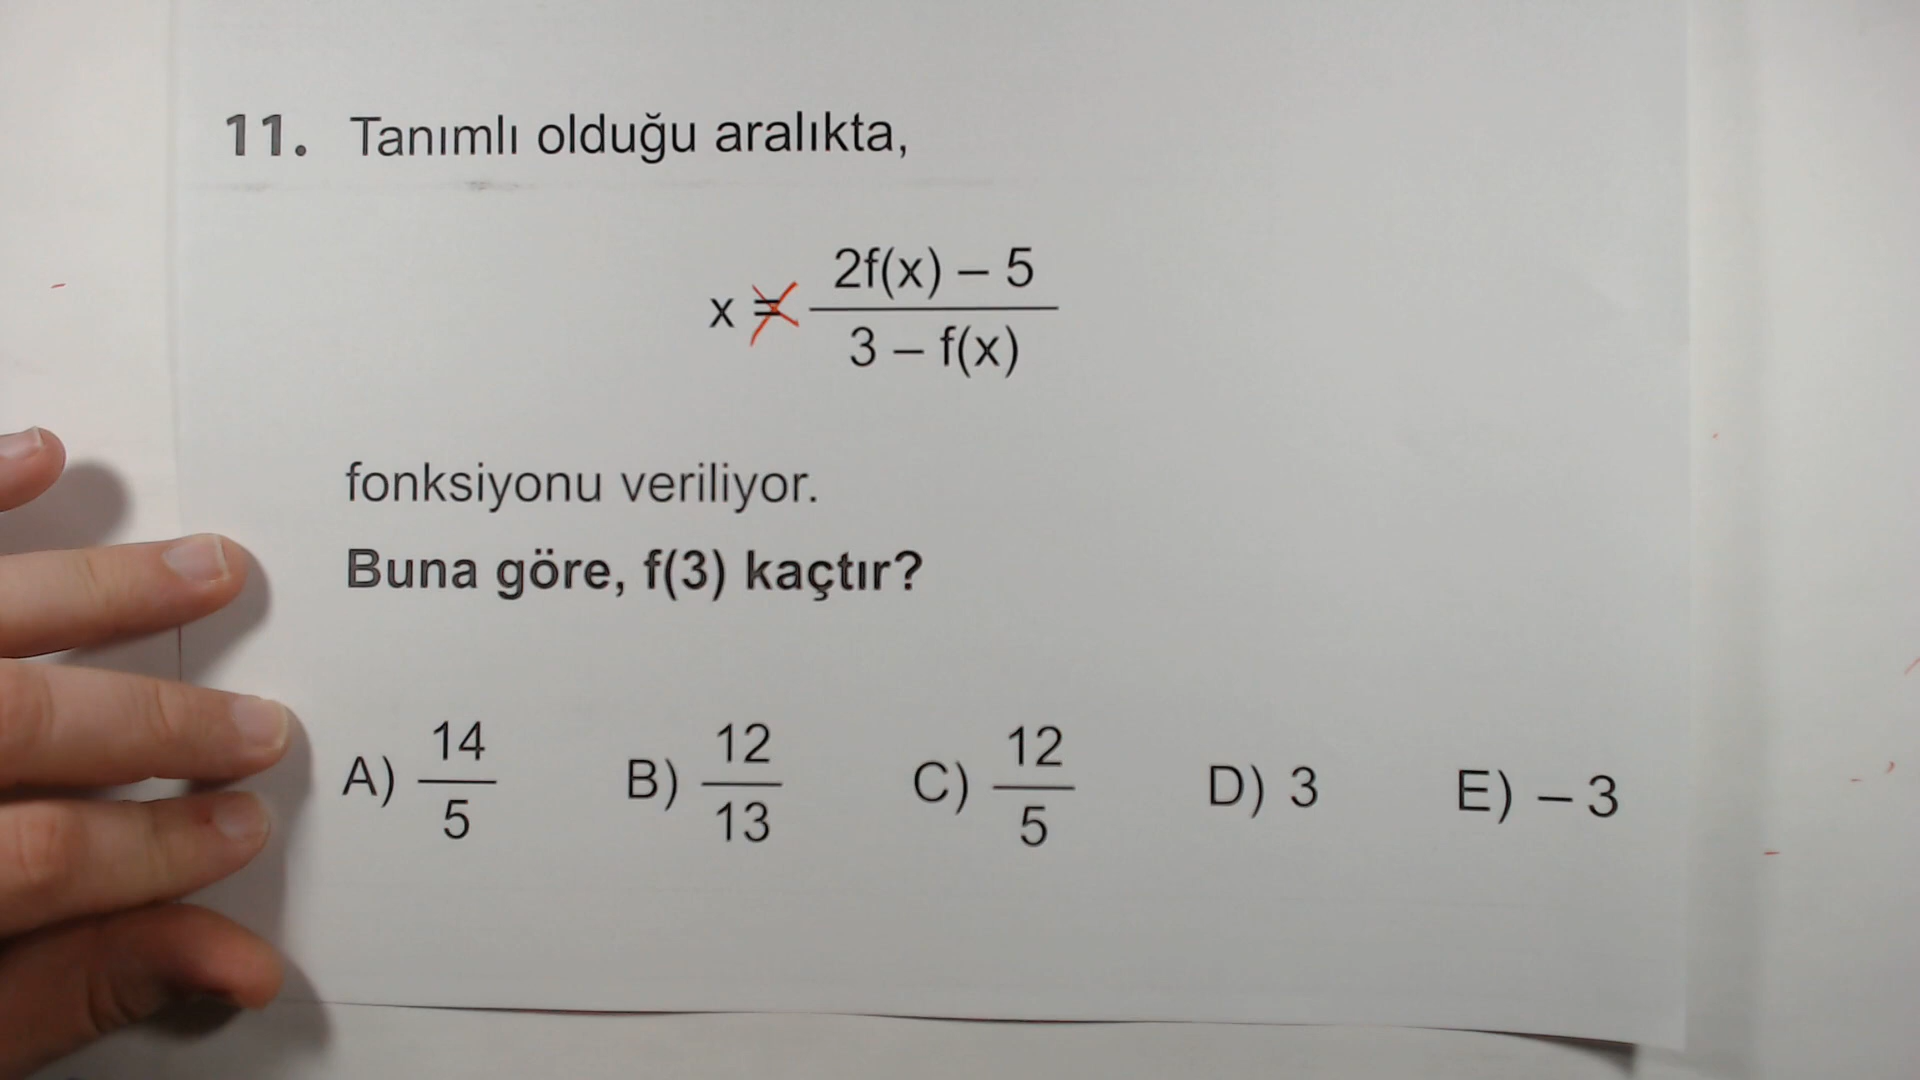 11. Tanımlı olduğu aralıkta,
x = 2f(x) – 5 / 3 – f(x)
fonksiyonu veriliyor.
Buna göre, f(3) kaçtır?
A) 14/5 B) 12/13 C) 12/5 D) 3 E) – 3